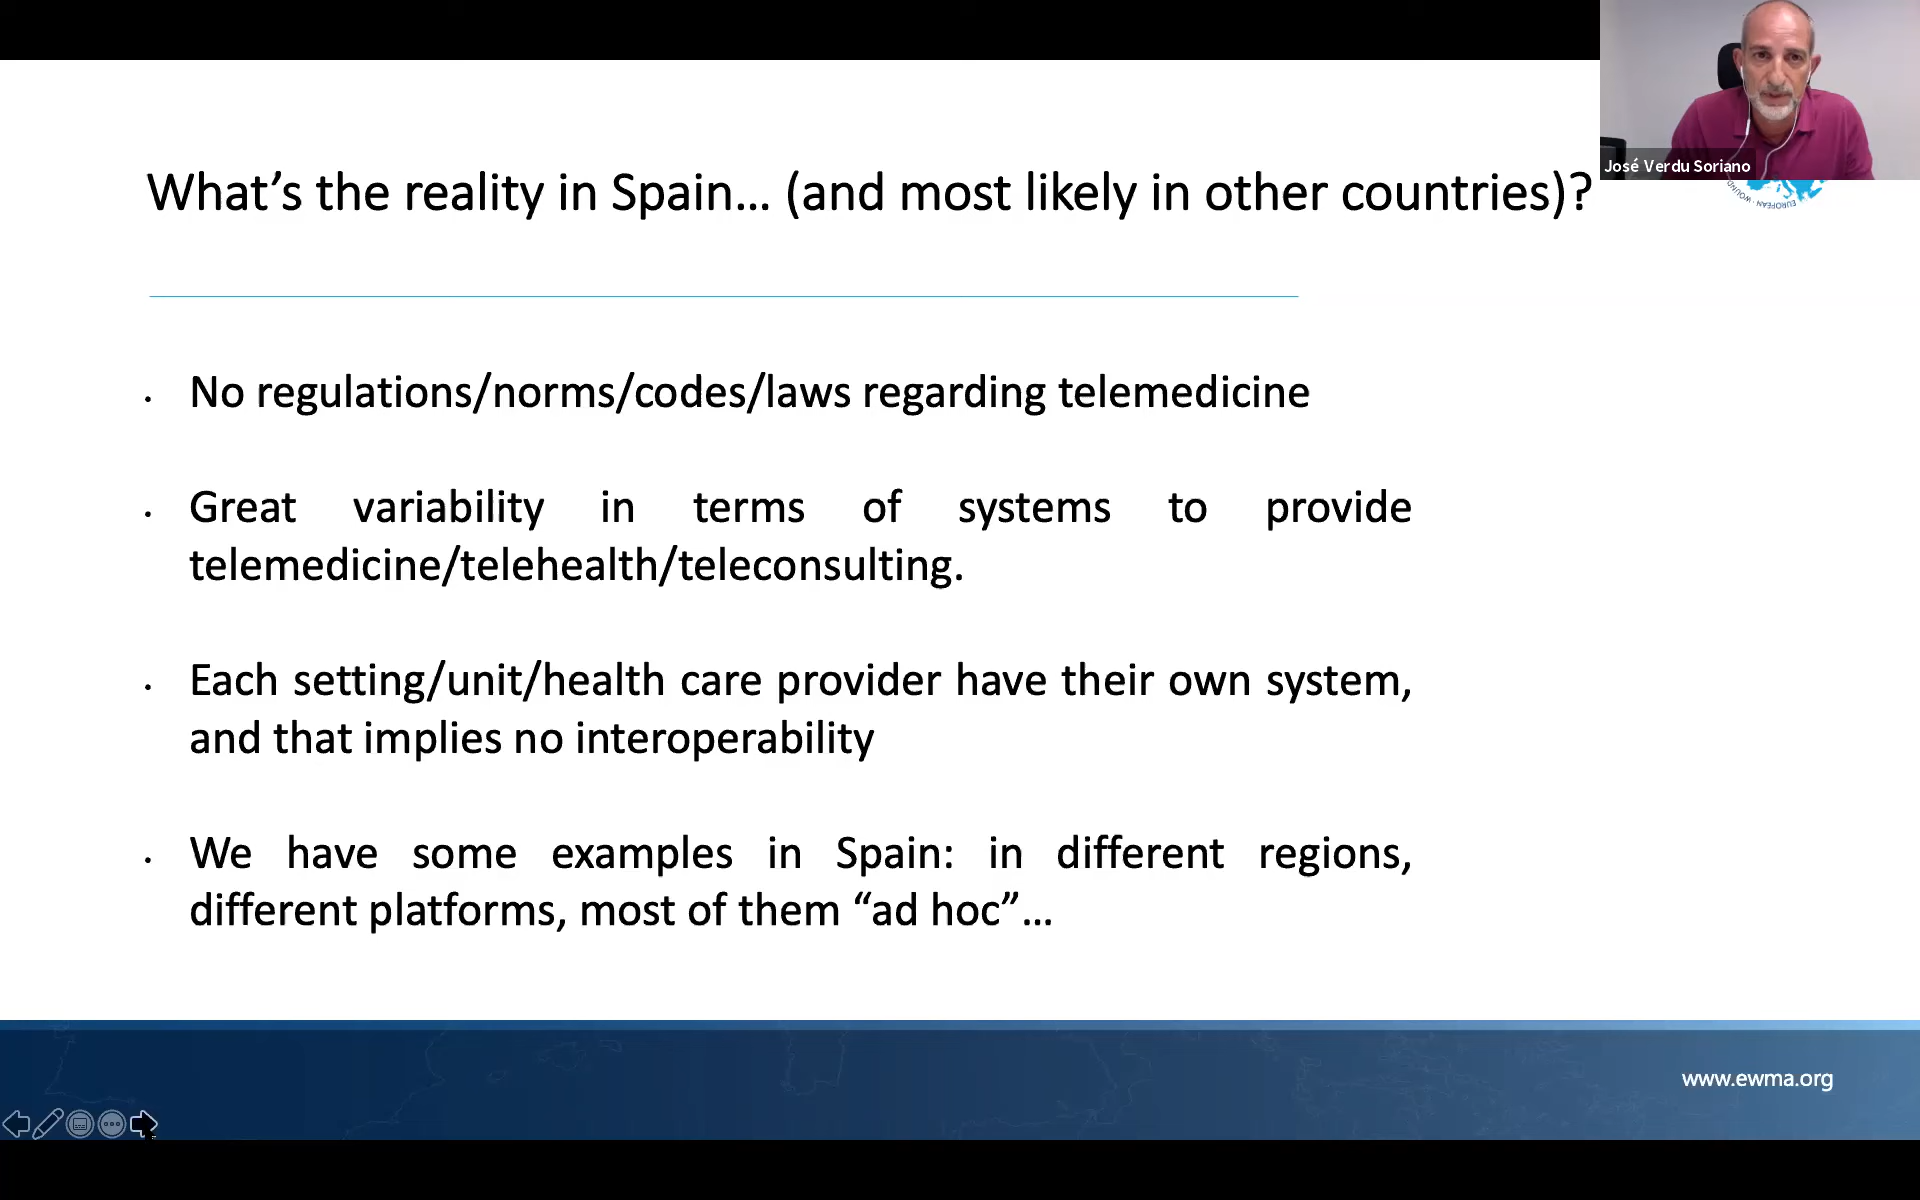 José Verdu Soriano
EUROPEAN WOUND
What’s the reality in Spain... (and most likely in other countries)?
• No regulations/norms/codes/laws regarding telemedicine
• Great variability in terms of systems to provide
telemedicine/telehealth/teleconsulting.
• Each setting/unit/health care provider have their own system,
and that implies no interoperability
• We have some examples in Spain: in different regions,
different platforms, most of them “ad hoc”...
www.ewma.org